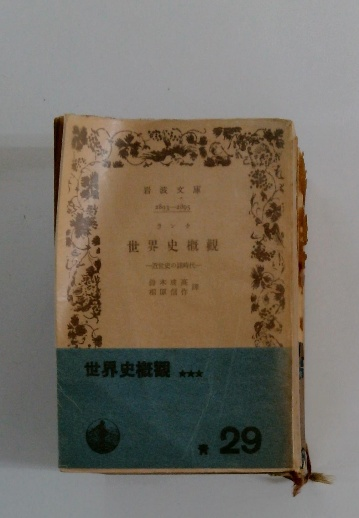 岩波文庫
ランケ
世界史概観
—近世史の諸時代—
鈴木成高 訳
相原信作
世界史概観 ★★★
青 29